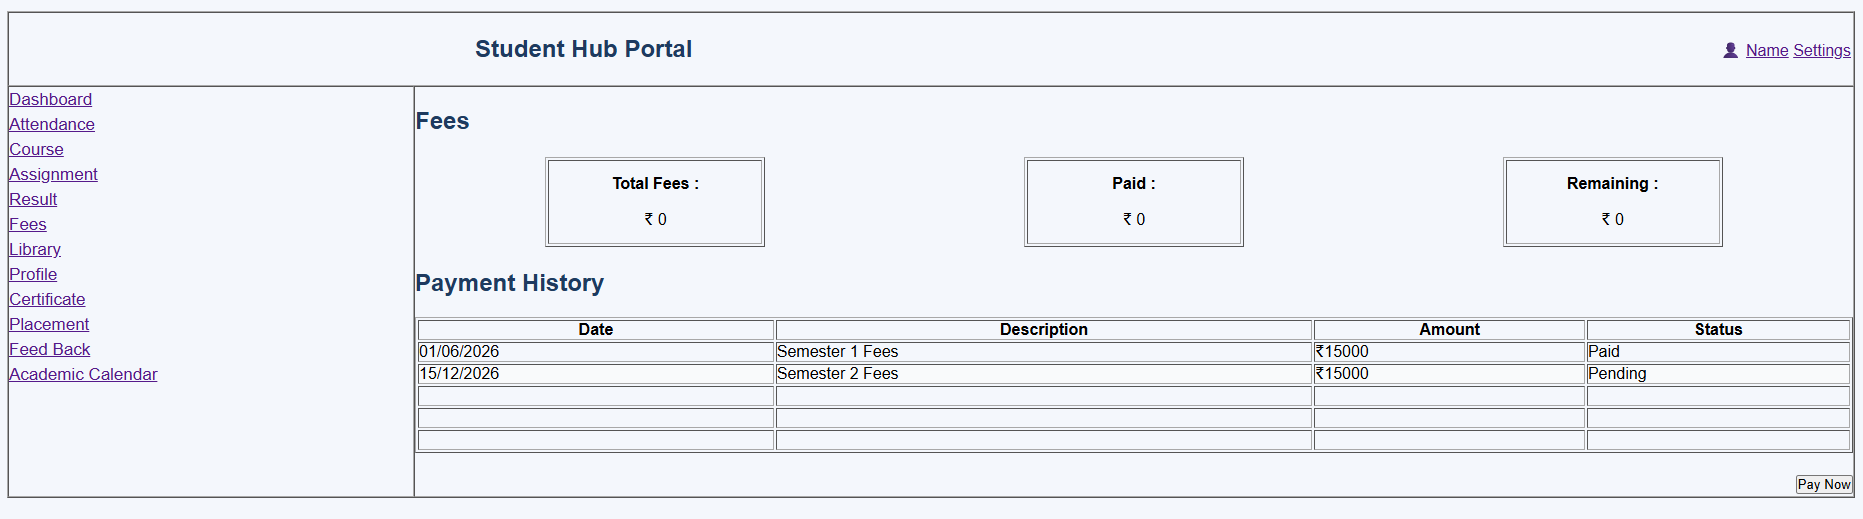 Student Hub Portal
Name Settings
Dashboard
Attendance
Course
Assignment
Result
Fees
Library
Profile
Certificate
Placement
Feed Back
Academic Calendar
Fees
Total Fees :
₹ 0
Paid :
₹ 0
Remaining :
₹ 0
Payment History
Date Description Amount Status
01/06/2026 Semester 1 Fees ₹15000 Paid
15/12/2026 Semester 2 Fees ₹15000 Pending
Pay Now